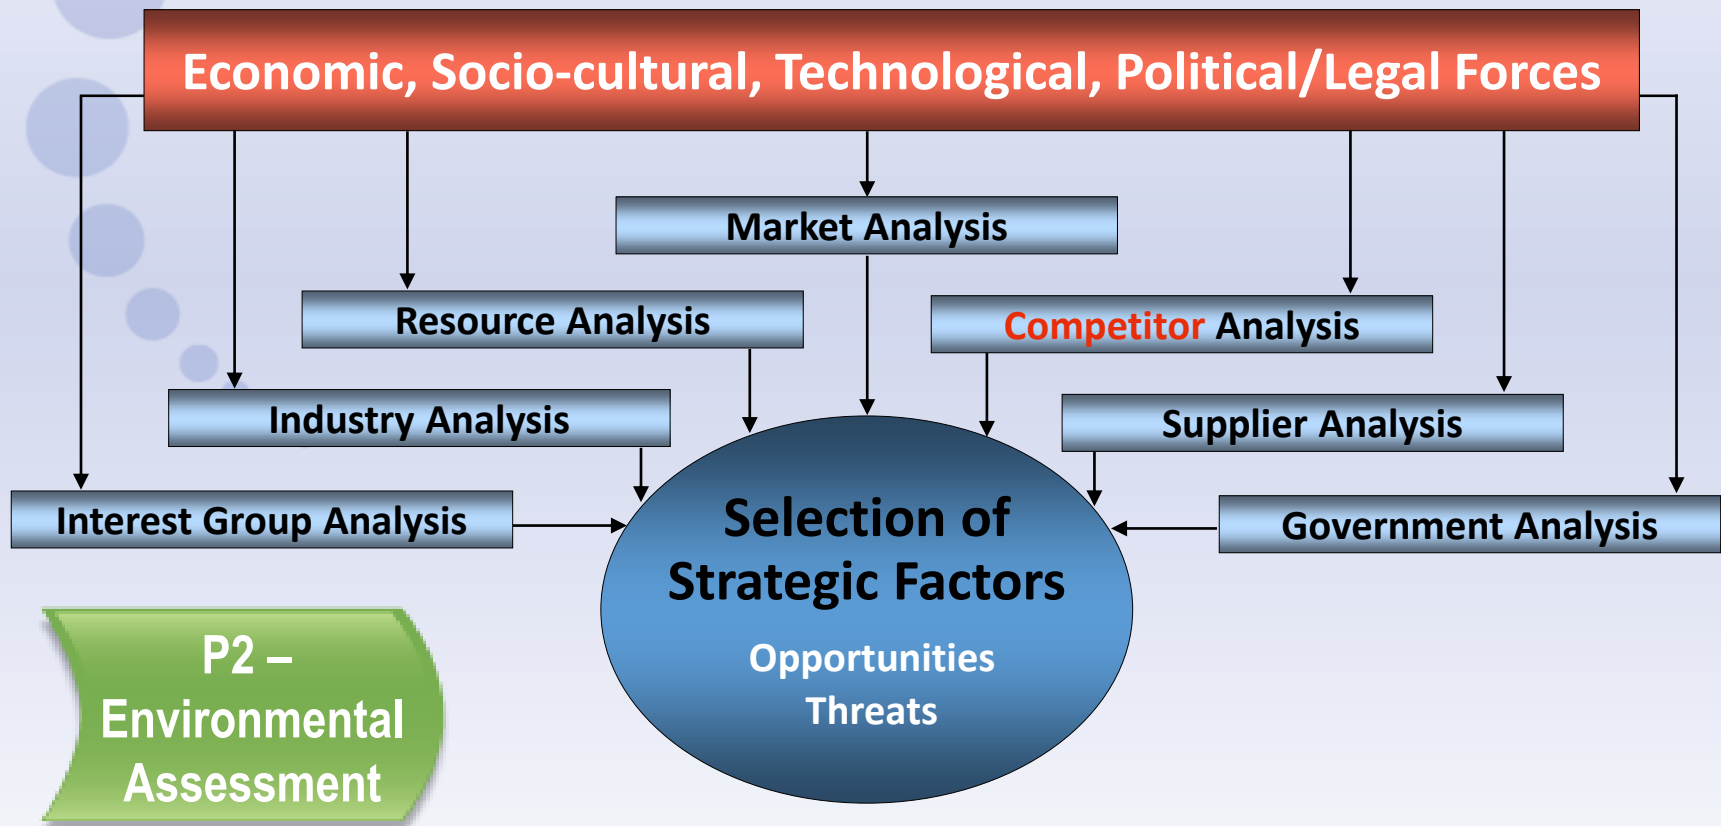 Economic, Socio-cultural, Technological, Political/Legal Forces
Market Analysis
Resource Analysis
Competitor Analysis
Industry Analysis
Supplier Analysis
Interest Group Analysis
Government Analysis
Selection of
Strategic Factors
Opportunities
Threats
P2 –
Environmental
Assessment